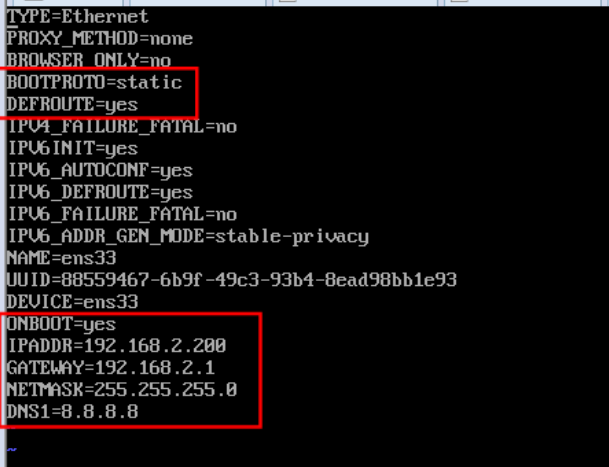 TYPE=Ethernet
PROXY_METHOD=none
BROWSER_ONLY=no
BOOTPROTO=static
DEFROUTE=yes
IPV4_FAILURE_FATAL=no
IPV6INIT=yes
IPV6_AUTOCONF=yes
IPV6_DEFROUTE=yes
IPV6_FAILURE_FATAL=no
IPV6_ADDR_GEN_MODE=stable-privacy
NAME=ens33
UUID=88559467-6b9f-49c3-93b4-8ead98bb1e93
DEVICE=ens33
ONBOOT=yes
IPADDR=192.168.2.200
GATEWAY=192.168.2.1
NETMASK=255.255.255.0
DNS1=8.8.8.8
~